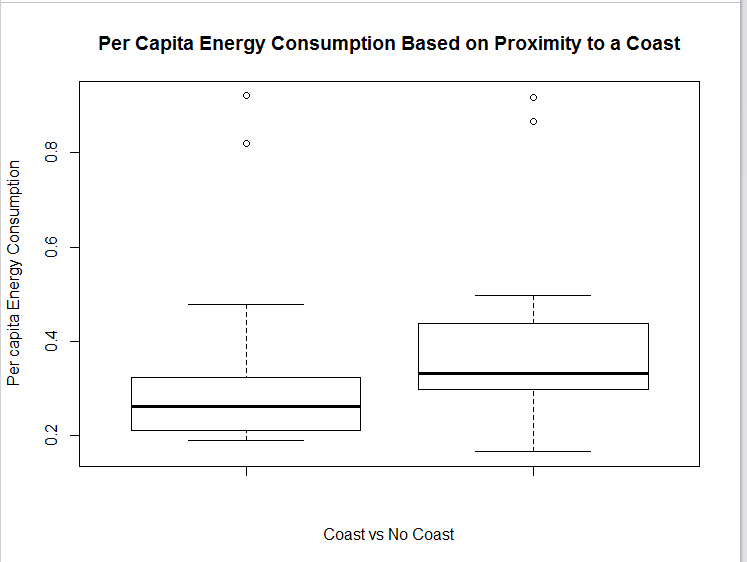 Per Capita Energy Consumption Based on Proximity to a Coast
Per capita Energy Consumption
0.8
0.6
0.4
0.2
Coast vs No Coast